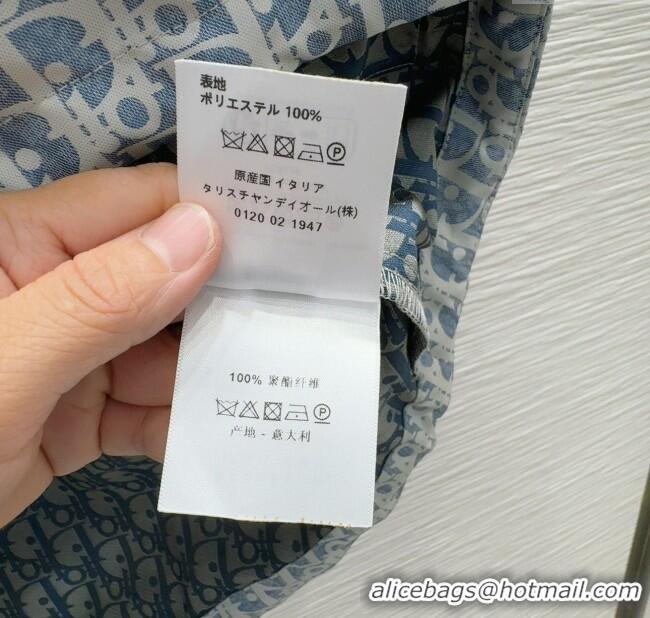 表地
ポリエステル 100%
P
原産国 イタリア
タリスチャンディオール(株)
0120 02 1947
100% 聚酯纤维
P
产地 - 意大利
alicebags@hotmail.com